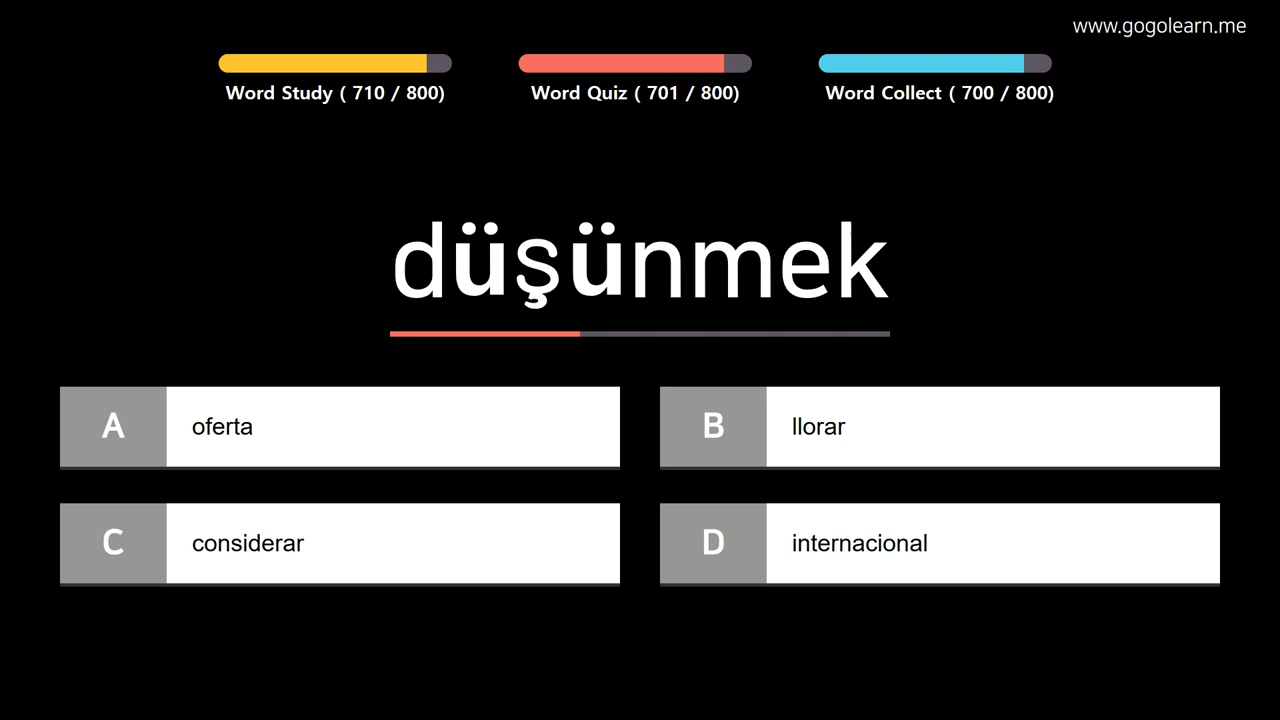 www.gogolearn.me
Word Study ( 710 / 800)
Word Quiz ( 701 / 800)
Word Collect ( 700 / 800)
düşünmek
A oferta
B llorar
C considerar
D internacional